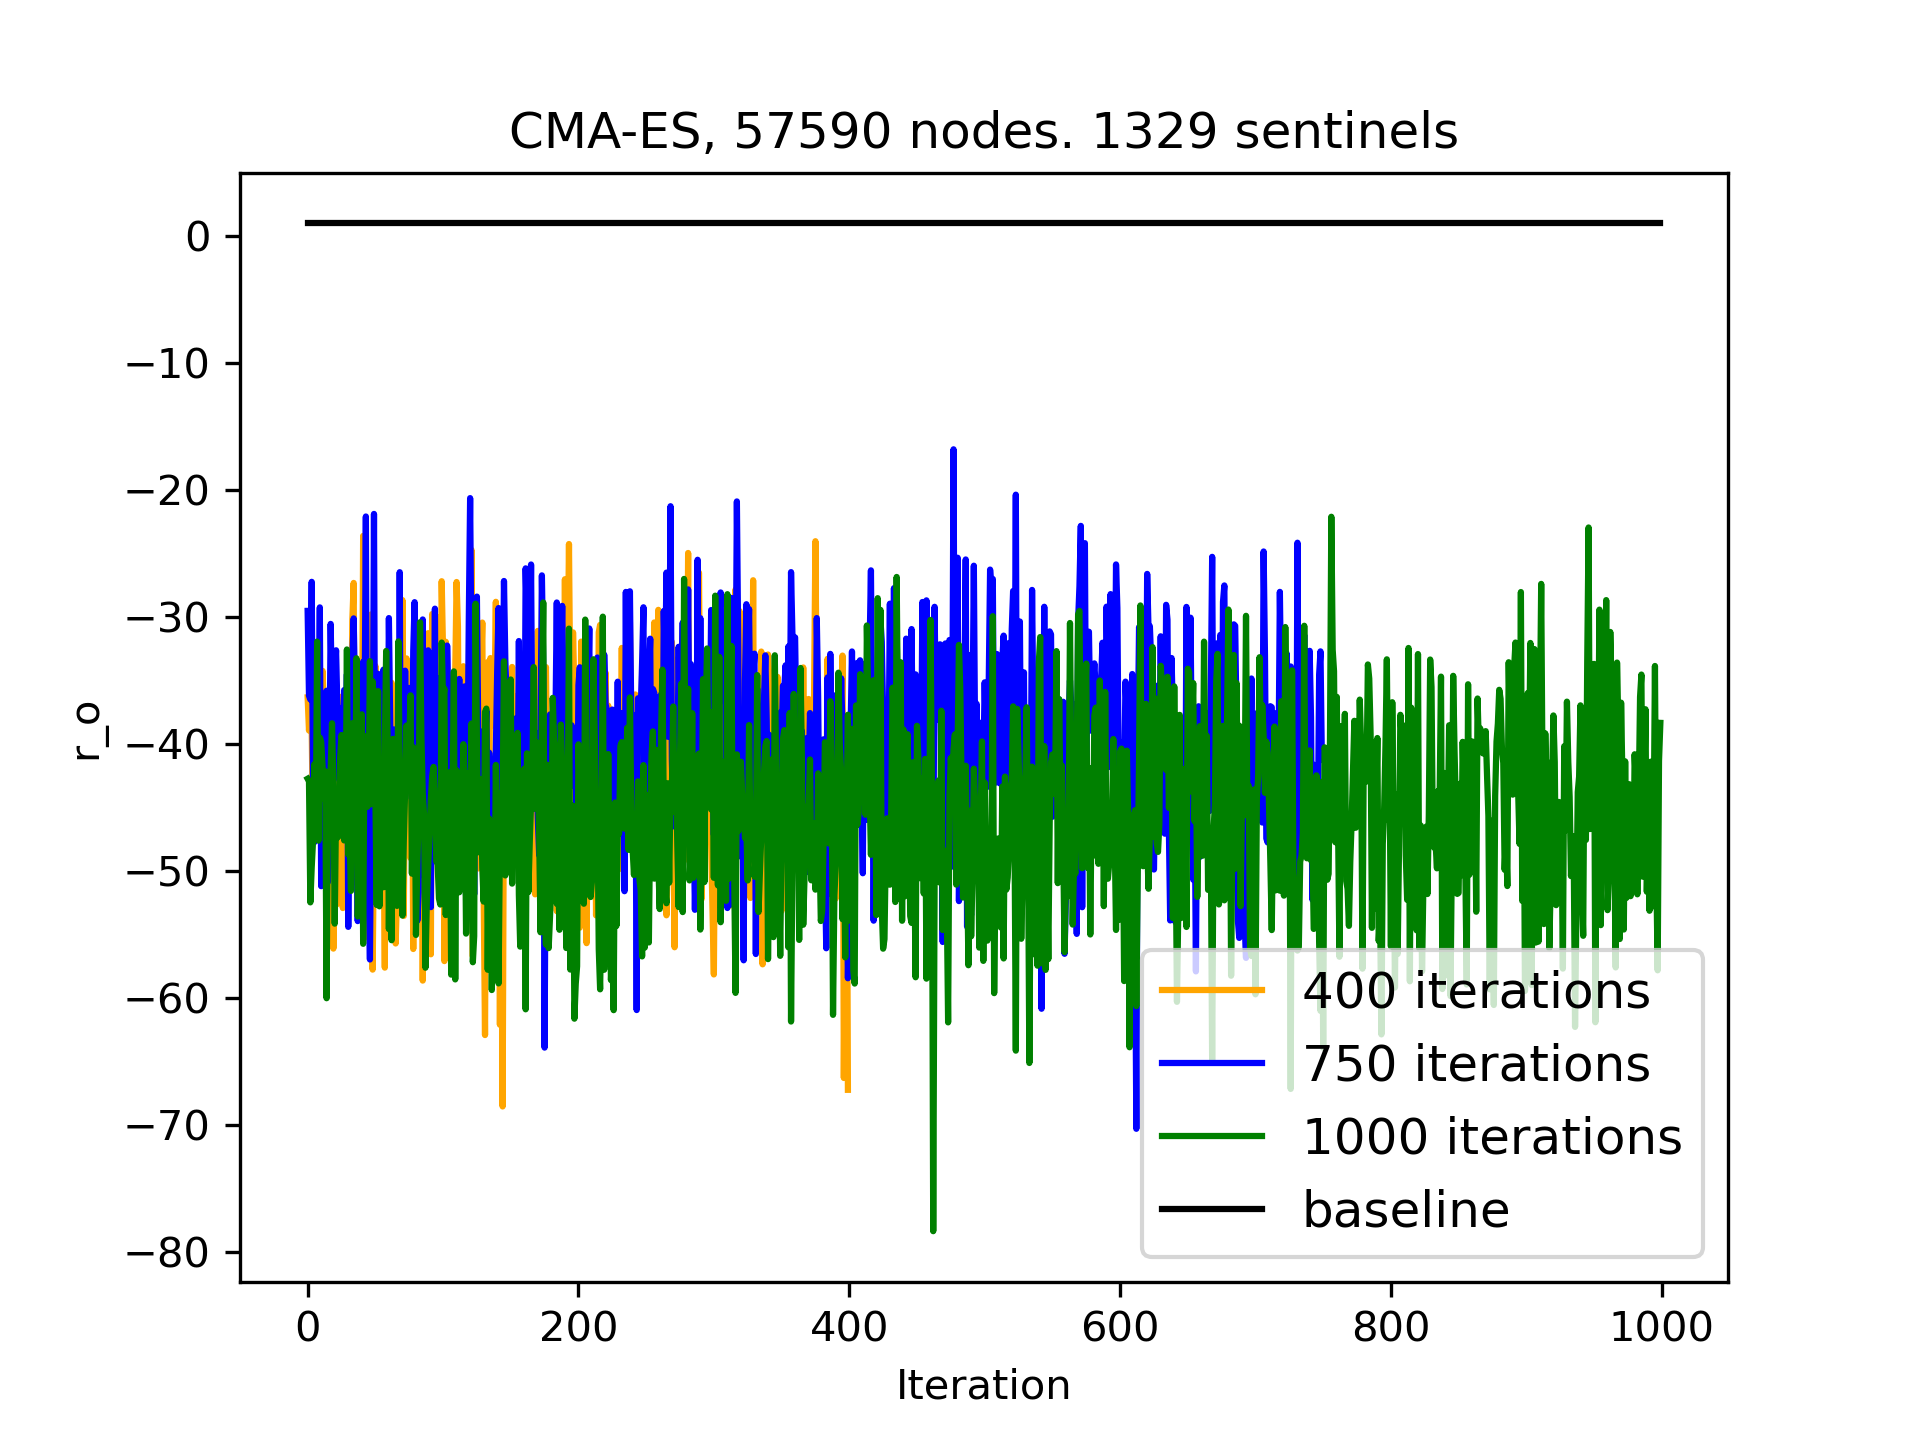 CMA-ES, 57590 nodes. 1329 sentinels
0
−10
−20
−30
−40
−50
−60
−70
−80
r_o
400 iterations
750 iterations
1000 iterations
baseline
0 200 400 600 800 1000
Iteration